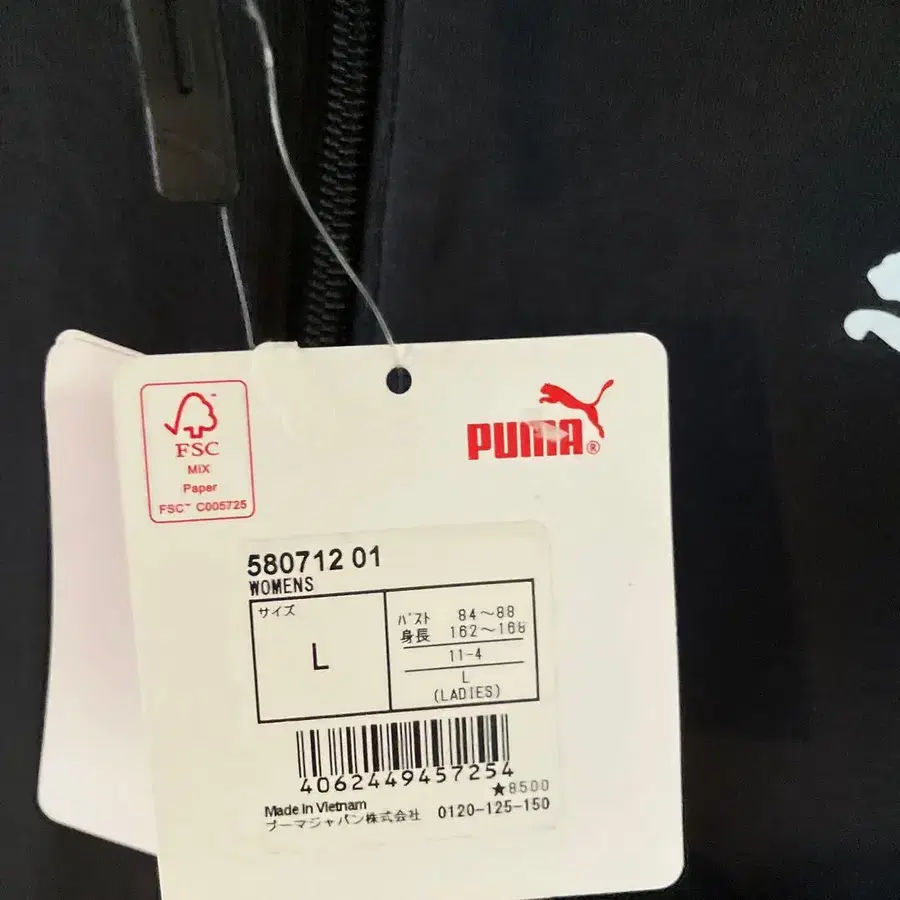 FSC
MIX
Paper
FSC™ C005725
PUMA®
580712 01
WOMENS
サイズ
L
バスト 84～88
身長 162～168
11-4
L
(LADIES)
4062449457254
★8500
Made in Vietnam
プーマジャパン株式会社 0120-125-150